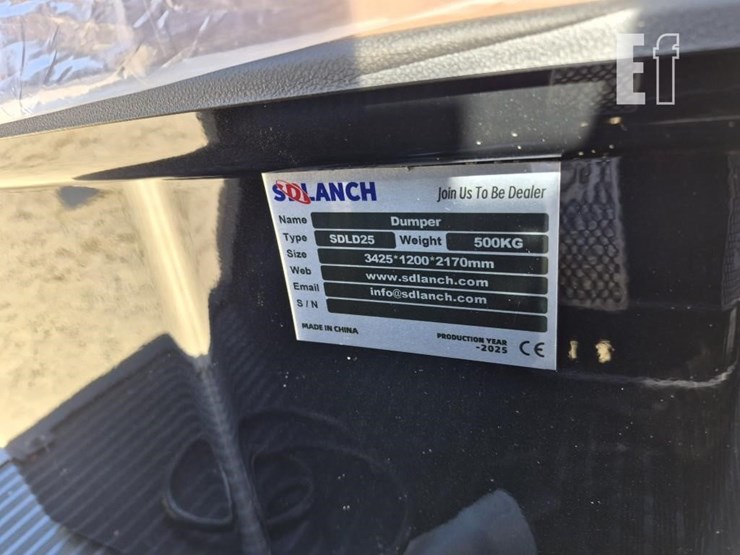 Ef
SDLANCH Join Us To Be Dealer
Name Dumper
Type SDLD25 Weight 500KG
Size 3425*1200*2170mm
Web www.sdlanch.com
Email info@sdlanch.com
S/N
MADE IN CHINA PRODUCTION YEAR
-2025 CE